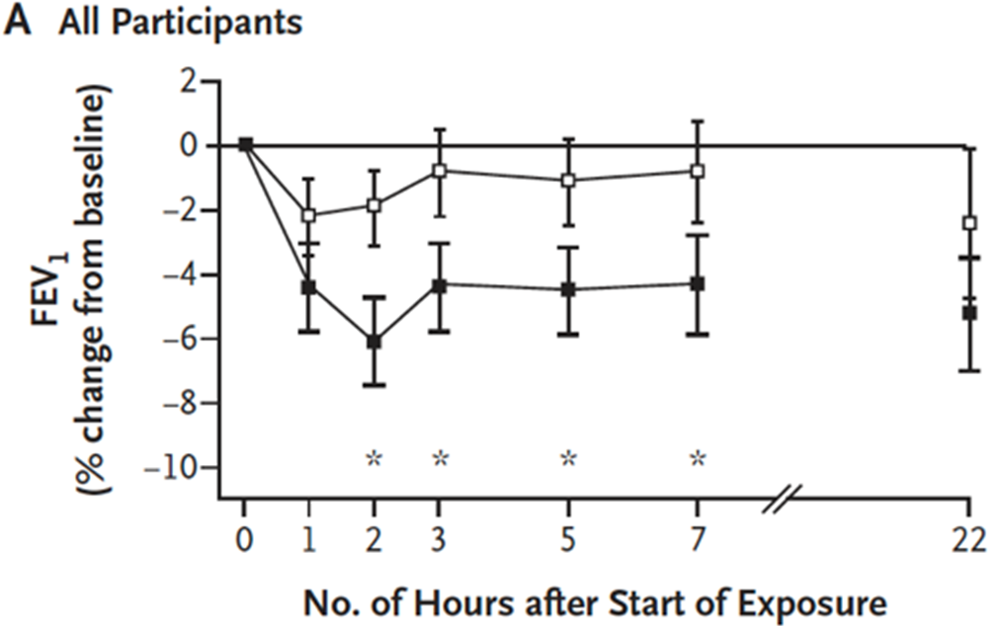 A All Participants
FEV1
(% change from baseline)
2
0
−2
−4
−6
−8
−10
* * * *
0 1 2 3 5 7 22
No. of Hours after Start of Exposure